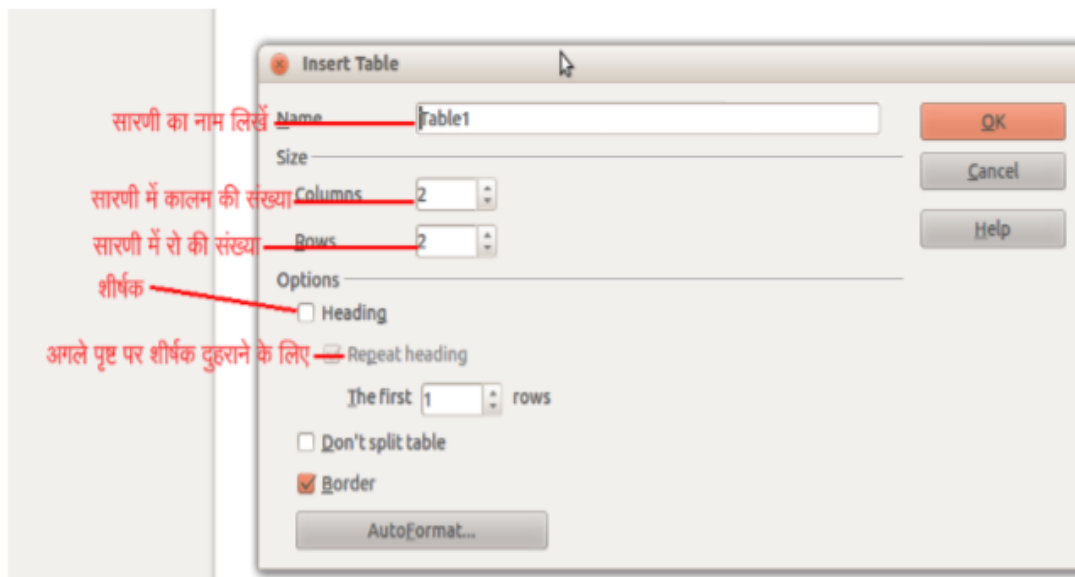 Insert Table
सारणी का नाम लिखें Name Table1 OK
Size
Cancel
सारणी में कालम की संख्या Columns 2
सारणी में रो की संख्या Rows 2 Help
Options
शीर्षक
Heading
अगले पृष्ट पर शीर्षक दुहराने के लिए Repeat heading
The first 1 rows
Don't split table
Border
AutoFormat...